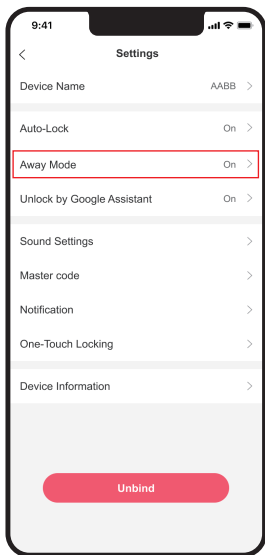 9:41
Settings
Device Name AABB
Auto-Lock On
Away Mode On
Unlock by Google Assistant On
Sound Settings
Master code
Notification
One-Touch Locking
Device Information
Unbind